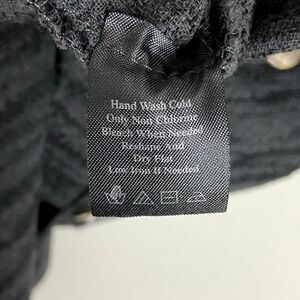 Hand Wash Cold
Only Non Chlorine
Bleach When Needed
Reshape And
Dry Flat
Low Iron If Needed